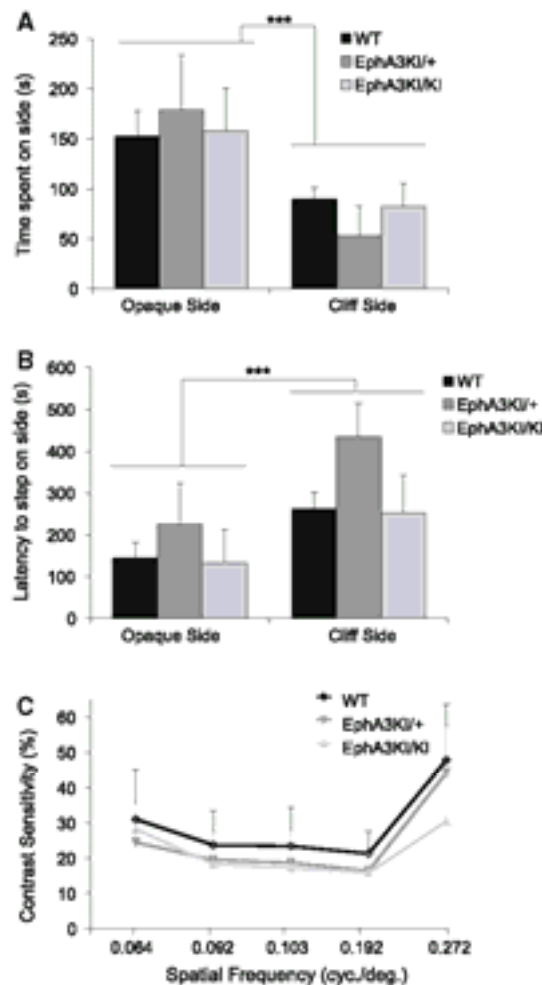 A
***
250
200
150
100
50
0
Time spent on side (s)
WT
EphA3KI/+
EphA3KI/KI
Opaque Side
Cliff Side
B
***
600
500
400
300
200
100
0
Latency to step on side (s)
WT
EphA3KI/+
EphA3KI/KI
Opaque Side
Cliff Side
C
60
50
40
30
20
10
0
Contrast Sensitivity (%)
WT
EphA3KI/+
EphA3KI/KI
0.064
0.092
0.103
0.192
0.272
Spatial Frequency (cyc./deg.)